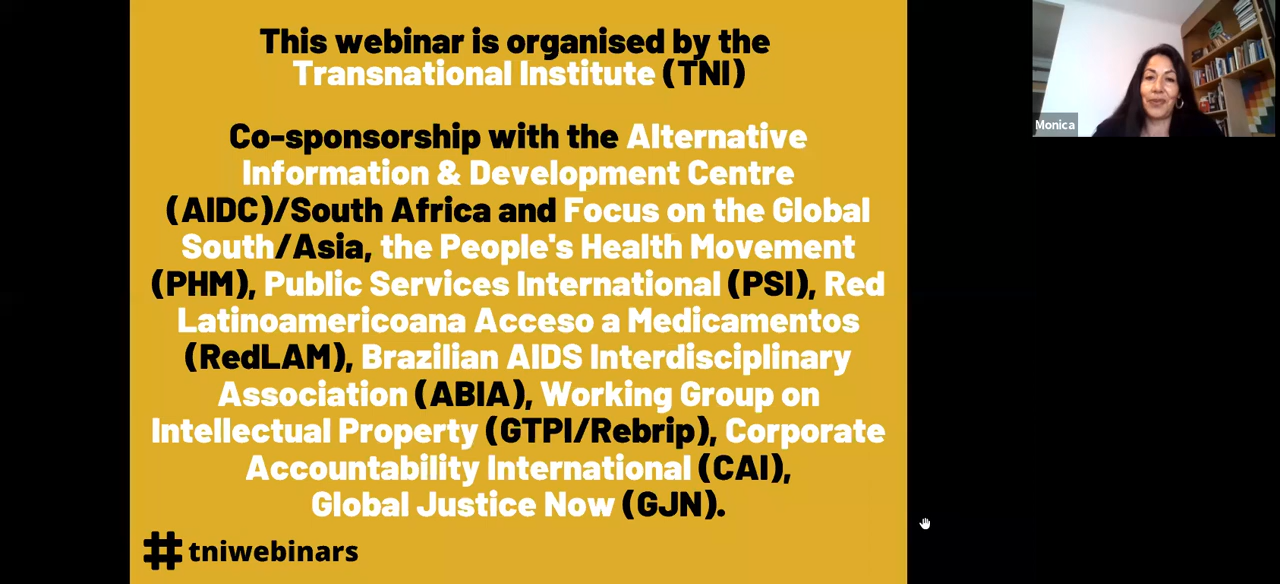 This webinar is organised by the
Transnational Institute (TNI)
Co-sponsorship with the Alternative
Information & Development Centre
(AIDC)/South Africa and Focus on the Global
South/Asia, the People's Health Movement
(PHM), Public Services International (PSI), Red
Latinoamericoana Acceso a Medicamentos
(RedLAM), Brazilian AIDS Interdisciplinary
Association (ABIA), Working Group on
Intellectual Property (GTPI/Rebrip), Corporate
Accountability International (CAI),
Global Justice Now (GJN).
#tniwebinars
Monica